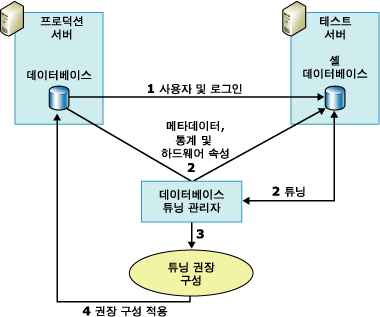 프로덕션
서버
데이터베이스
테스트
서버
셸
데이터베이스
1 사용자 및 로그인
메타데이터,
통계 및
하드웨어 속성
2
데이터베이스
튜닝 관리자
2 튜닝
3
튜닝 권장
구성
4 권장 구성 적용